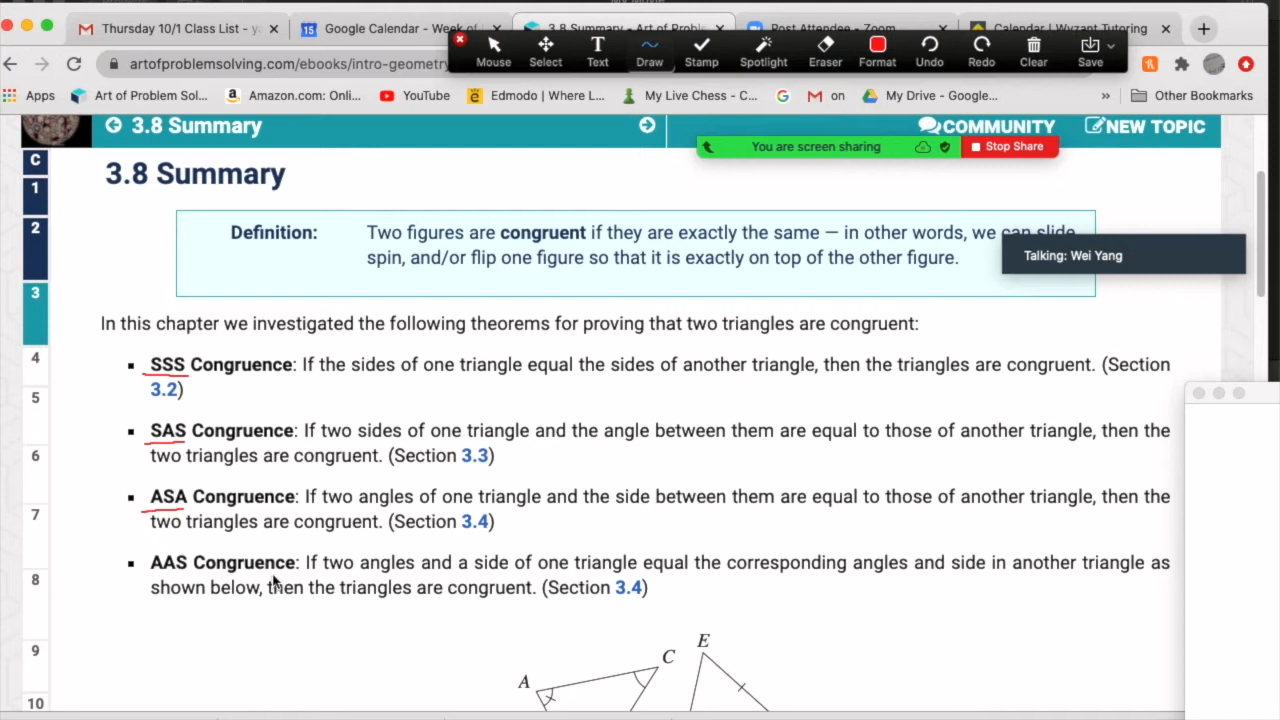 Thursday 10/1 Class List - y
Google Calendar - Week of
3.8 Summary - Art of Proble
Post Attendee - Zoom
Calendar | Wyzant Tutoring
Mouse Select Text Draw Stamp Spotlight Eraser Format Undo Redo Clear Save
artofproblemsolving.com/ebooks/intro-geometry
Apps Art of Problem Sol... Amazon.com: Onli... YouTube Edmodo | Where L... My Live Chess - C... on My Drive - Google... » Other Bookmarks
3.8 Summary
COMMUNITY NEW TOPIC
You are screen sharing Stop Share
C
1
2
3
4
5
6
7
8
9
10
3.8 Summary
Definition: Two figures are congruent if they are exactly the same — in other words, we can slide
spin, and/or flip one figure so that it is exactly on top of the other figure.
Talking: Wei Yang
In this chapter we investigated the following theorems for proving that two triangles are congruent:
SSS Congruence: If the sides of one triangle equal the sides of another triangle, then the triangles are congruent. (Section
3.2)
SAS Congruence: If two sides of one triangle and the angle between them are equal to those of another triangle, then the
two triangles are congruent. (Section 3.3)
ASA Congruence: If two angles of one triangle and the side between them are equal to those of another triangle, then the
two triangles are congruent. (Section 3.4)
AAS Congruence: If two angles and a side of one triangle equal the corresponding angles and side in another triangle as
shown below, then the triangles are congruent. (Section 3.4)
E
C
A